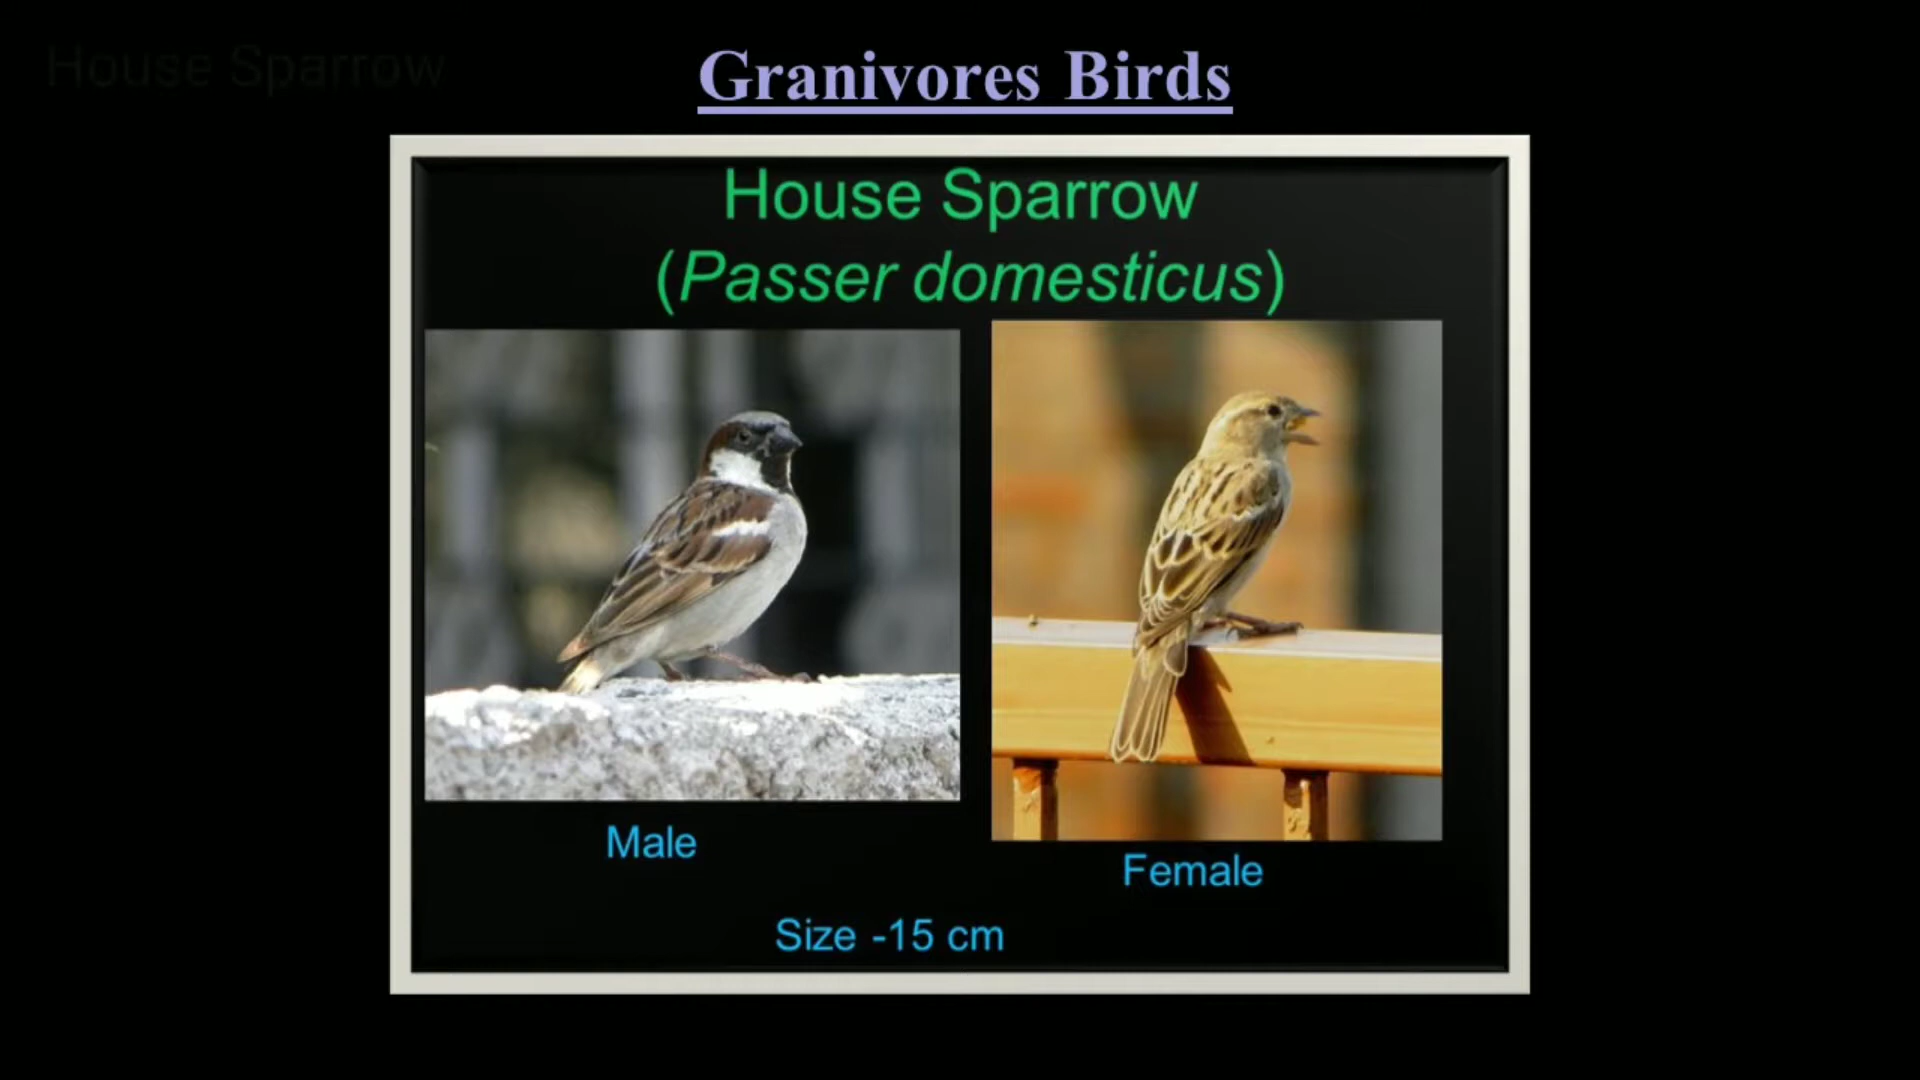 House Sparrow
Granivores Birds
House Sparrow
(Passer domesticus)
Male
Female
Size -15 cm